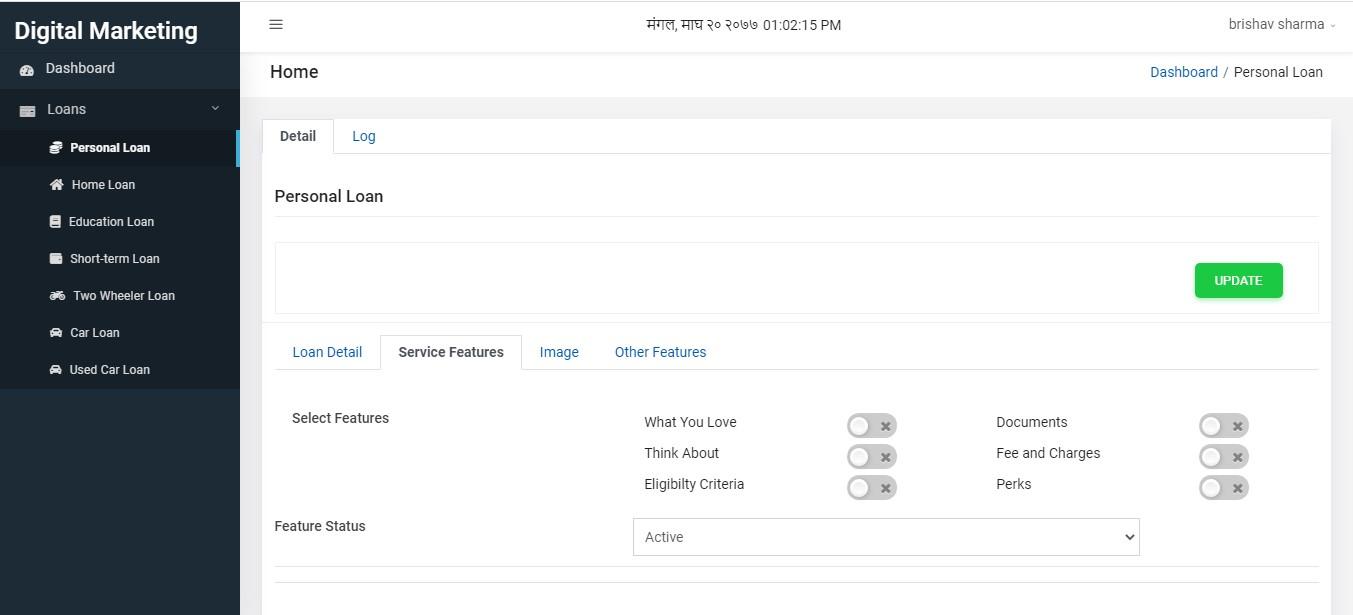 Digital Marketing
मंगल, माघ २० २०७७ 01:02:15 PM
brishav sharma
Dashboard
Home
Dashboard / Personal Loan
Loans
Personal Loan
Home Loan
Education Loan
Short-term Loan
Two Wheeler Loan
Car Loan
Used Car Loan
Detail Log
Personal Loan
UPDATE
Loan Detail Service Features Image Other Features
Select Features
What You Love Documents
Think About Fee and Charges
Eligibilty Criteria Perks
Feature Status Active